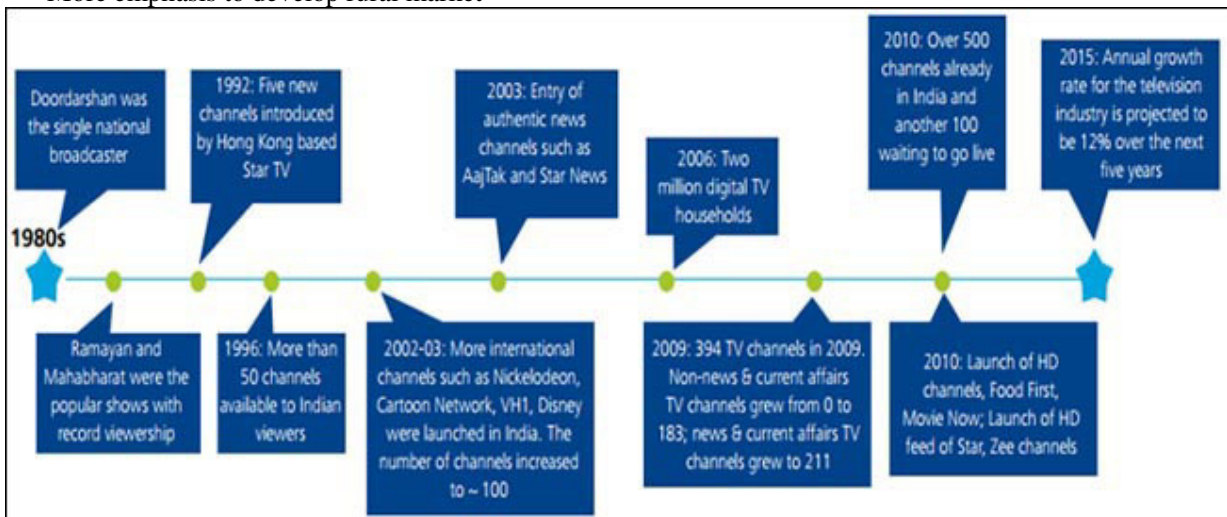 More emphasis to develop rural market
Doordarshan was
the single national
broadcaster
1980s
Ramayan and
Mahabharat were the
popular shows with
record viewership
1992: Five new
channels introduced
by Hong Kong based
Star TV
1996: More than
50 channels
available to Indian
viewers
2002-03: More international
channels such as Nickelodeon,
Cartoon Network, VH1, Disney
were launched in India. The
number of channels increased
to ~ 100
2003: Entry of
authentic news
channels such as
AajTak and Star News
2006: Two
million digital TV
households
2009: 394 TV channels in 2009.
Non-news & current affairs
TV channels grew from 0 to
183; news & current affairs TV
channels grew to 211
2010: Over 500
channels already
in India and
another 100
waiting to go live
2010: Launch of HD
channels, Food First,
Movie Now; Launch of HD
feed of Star, Zee channels
2015: Annual growth
rate for the television
industry is projected to
be 12% over the next
five years